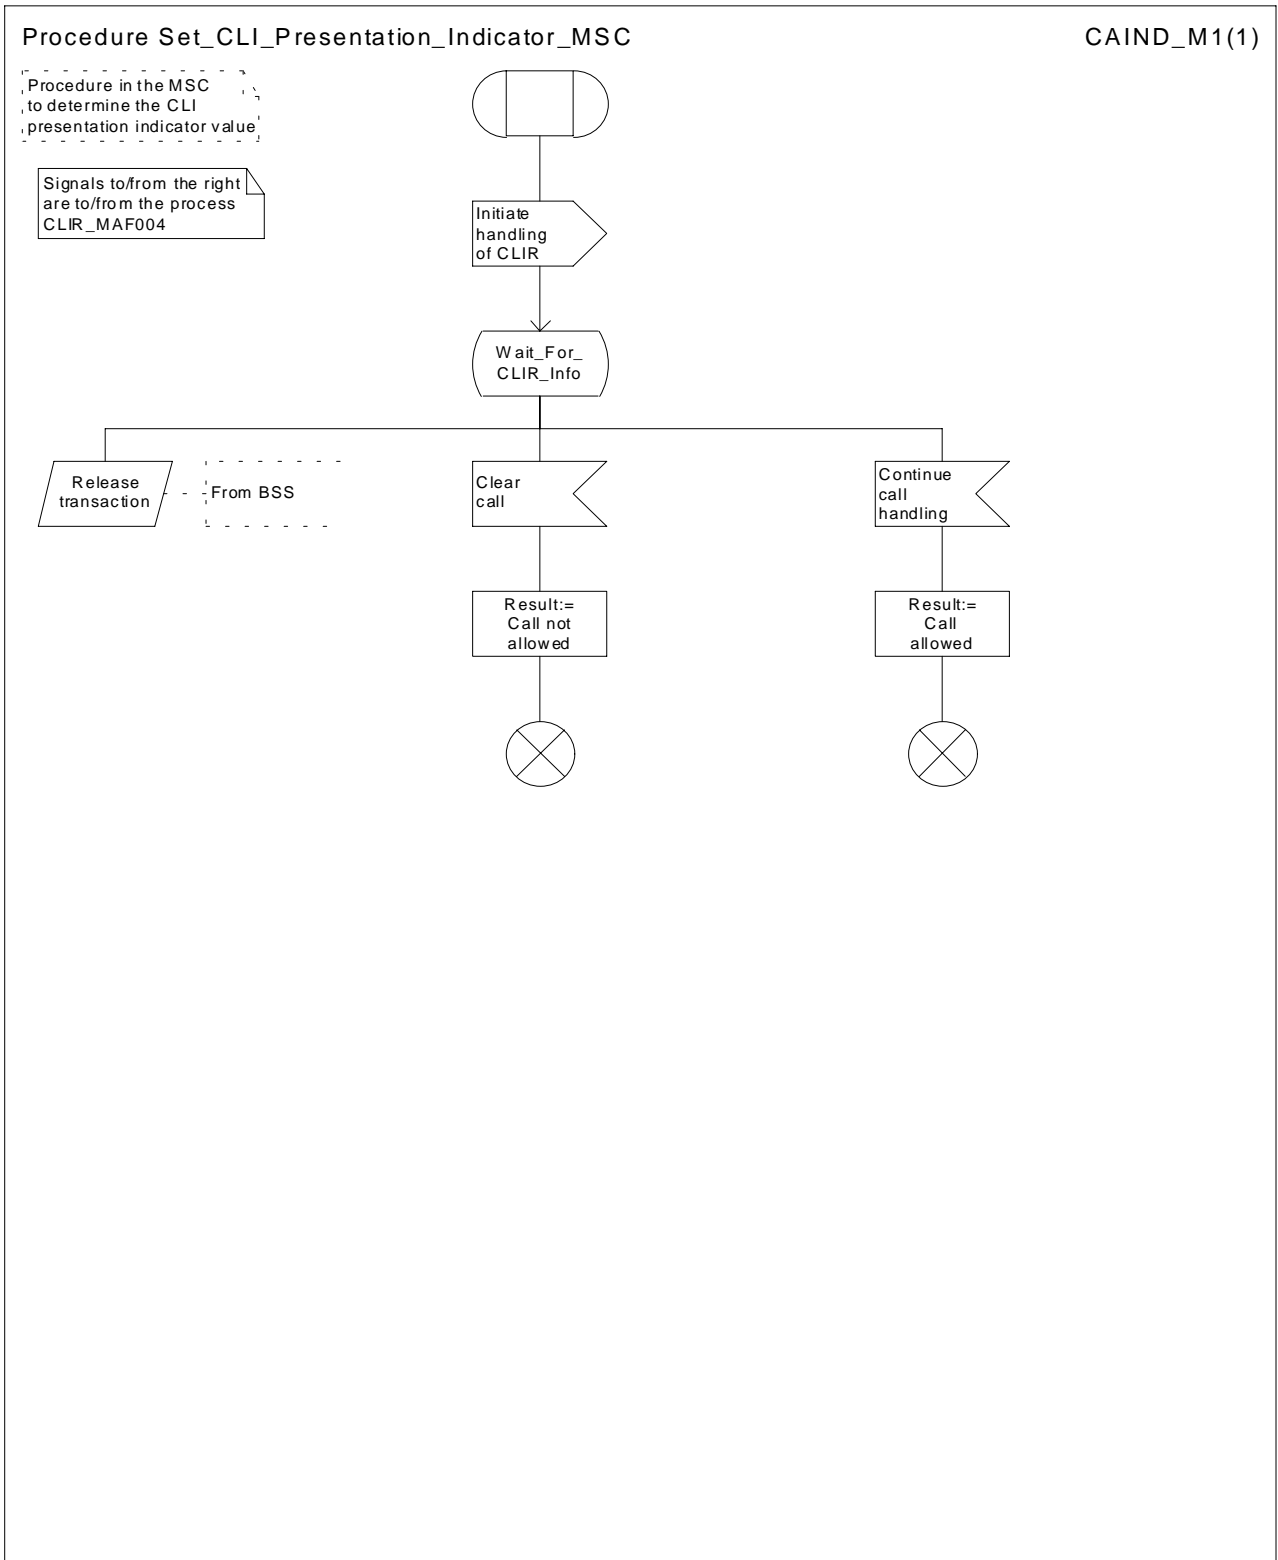 Procedure Set_CLI_Presentation_Indicator_MSC
CAIND_M1(1)
Procedure in the MSC
to determine the CLI
presentation indicator value
Signals to/from the right
are to/from the process
CLIR_MAF004
Initiate
handling
of CLIR
Wait_For_
CLIR_Info
Release
transaction
From BSS
Clear
call
Continue
call
handling
Result:=
Call not
allowed
Result:=
Call
allowed